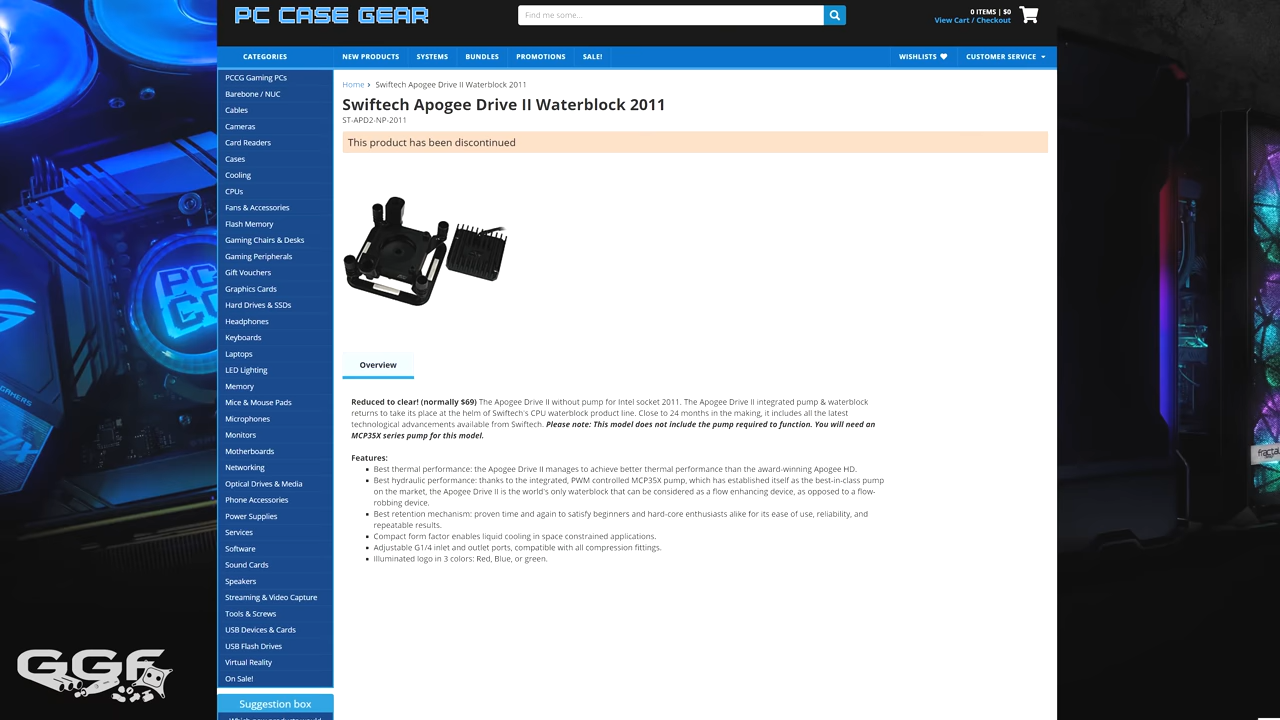 PC CASE GEAR
Find me some...
0 ITEMS | $0
View Cart / Checkout
CATEGORIES
NEW PRODUCTS
SYSTEMS
BUNDLES
PROMOTIONS
SALE!
WISHLISTS
CUSTOMER SERVICE
PCCG Gaming PCs
Barebone / NUC
Cables
Cameras
Card Readers
Cases
Cooling
CPUs
Fans & Accessories
Flash Memory
Gaming Chairs & Desks
Gaming Peripherals
Gift Vouchers
Graphics Cards
Hard Drives & SSDs
Headphones
Keyboards
Laptops
LED Lighting
Memory
Mice & Mouse Pads
Microphones
Monitors
Motherboards
Networking
Optical Drives & Media
Phone Accessories
Power Supplies
Services
Software
Sound Cards
Speakers
Streaming & Video Capture
Tools & Screws
USB Devices & Cards
USB Flash Drives
Virtual Reality
On Sale!
Suggestion box
Home › Swiftech Apogee Drive II Waterblock 2011
Swiftech Apogee Drive II Waterblock 2011
ST-APD2-NP-2011
This product has been discontinued
Overview
Reduced to clear! (normally $69) The Apogee Drive II without pump for Intel socket 2011. The Apogee Drive II integrated pump & waterblock
returns to take its place at the helm of Swiftech's CPU waterblock product line. Close to 24 months in the making, it includes all the latest
technological advancements available from Swiftech. Please note: This model does not include the pump required to function. You will need an
MCP35X series pump for this model.
Features:
• Best thermal performance: the Apogee Drive II manages to achieve better thermal performance than the award-winning Apogee HD.
• Best hydraulic performance: thanks to the integrated, PWM controlled MCP35X pump, which has established itself as the best-in-class pump
on the market, the Apogee Drive II is the world's only waterblock that can be considered as a flow enhancing device, as opposed to a flow-
robbing device.
• Best retention mechanism: proven time and again to satisfy beginners and hard-core enthusiasts alike for its ease of use, reliability, and
repeatable results.
• Compact form factor enables liquid cooling in space constrained applications.
• Adjustable G1/4 inlet and outlet ports, compatible with all compression fittings.
• Illuminated logo in 3 colors: Red, Blue, or green.
GGF